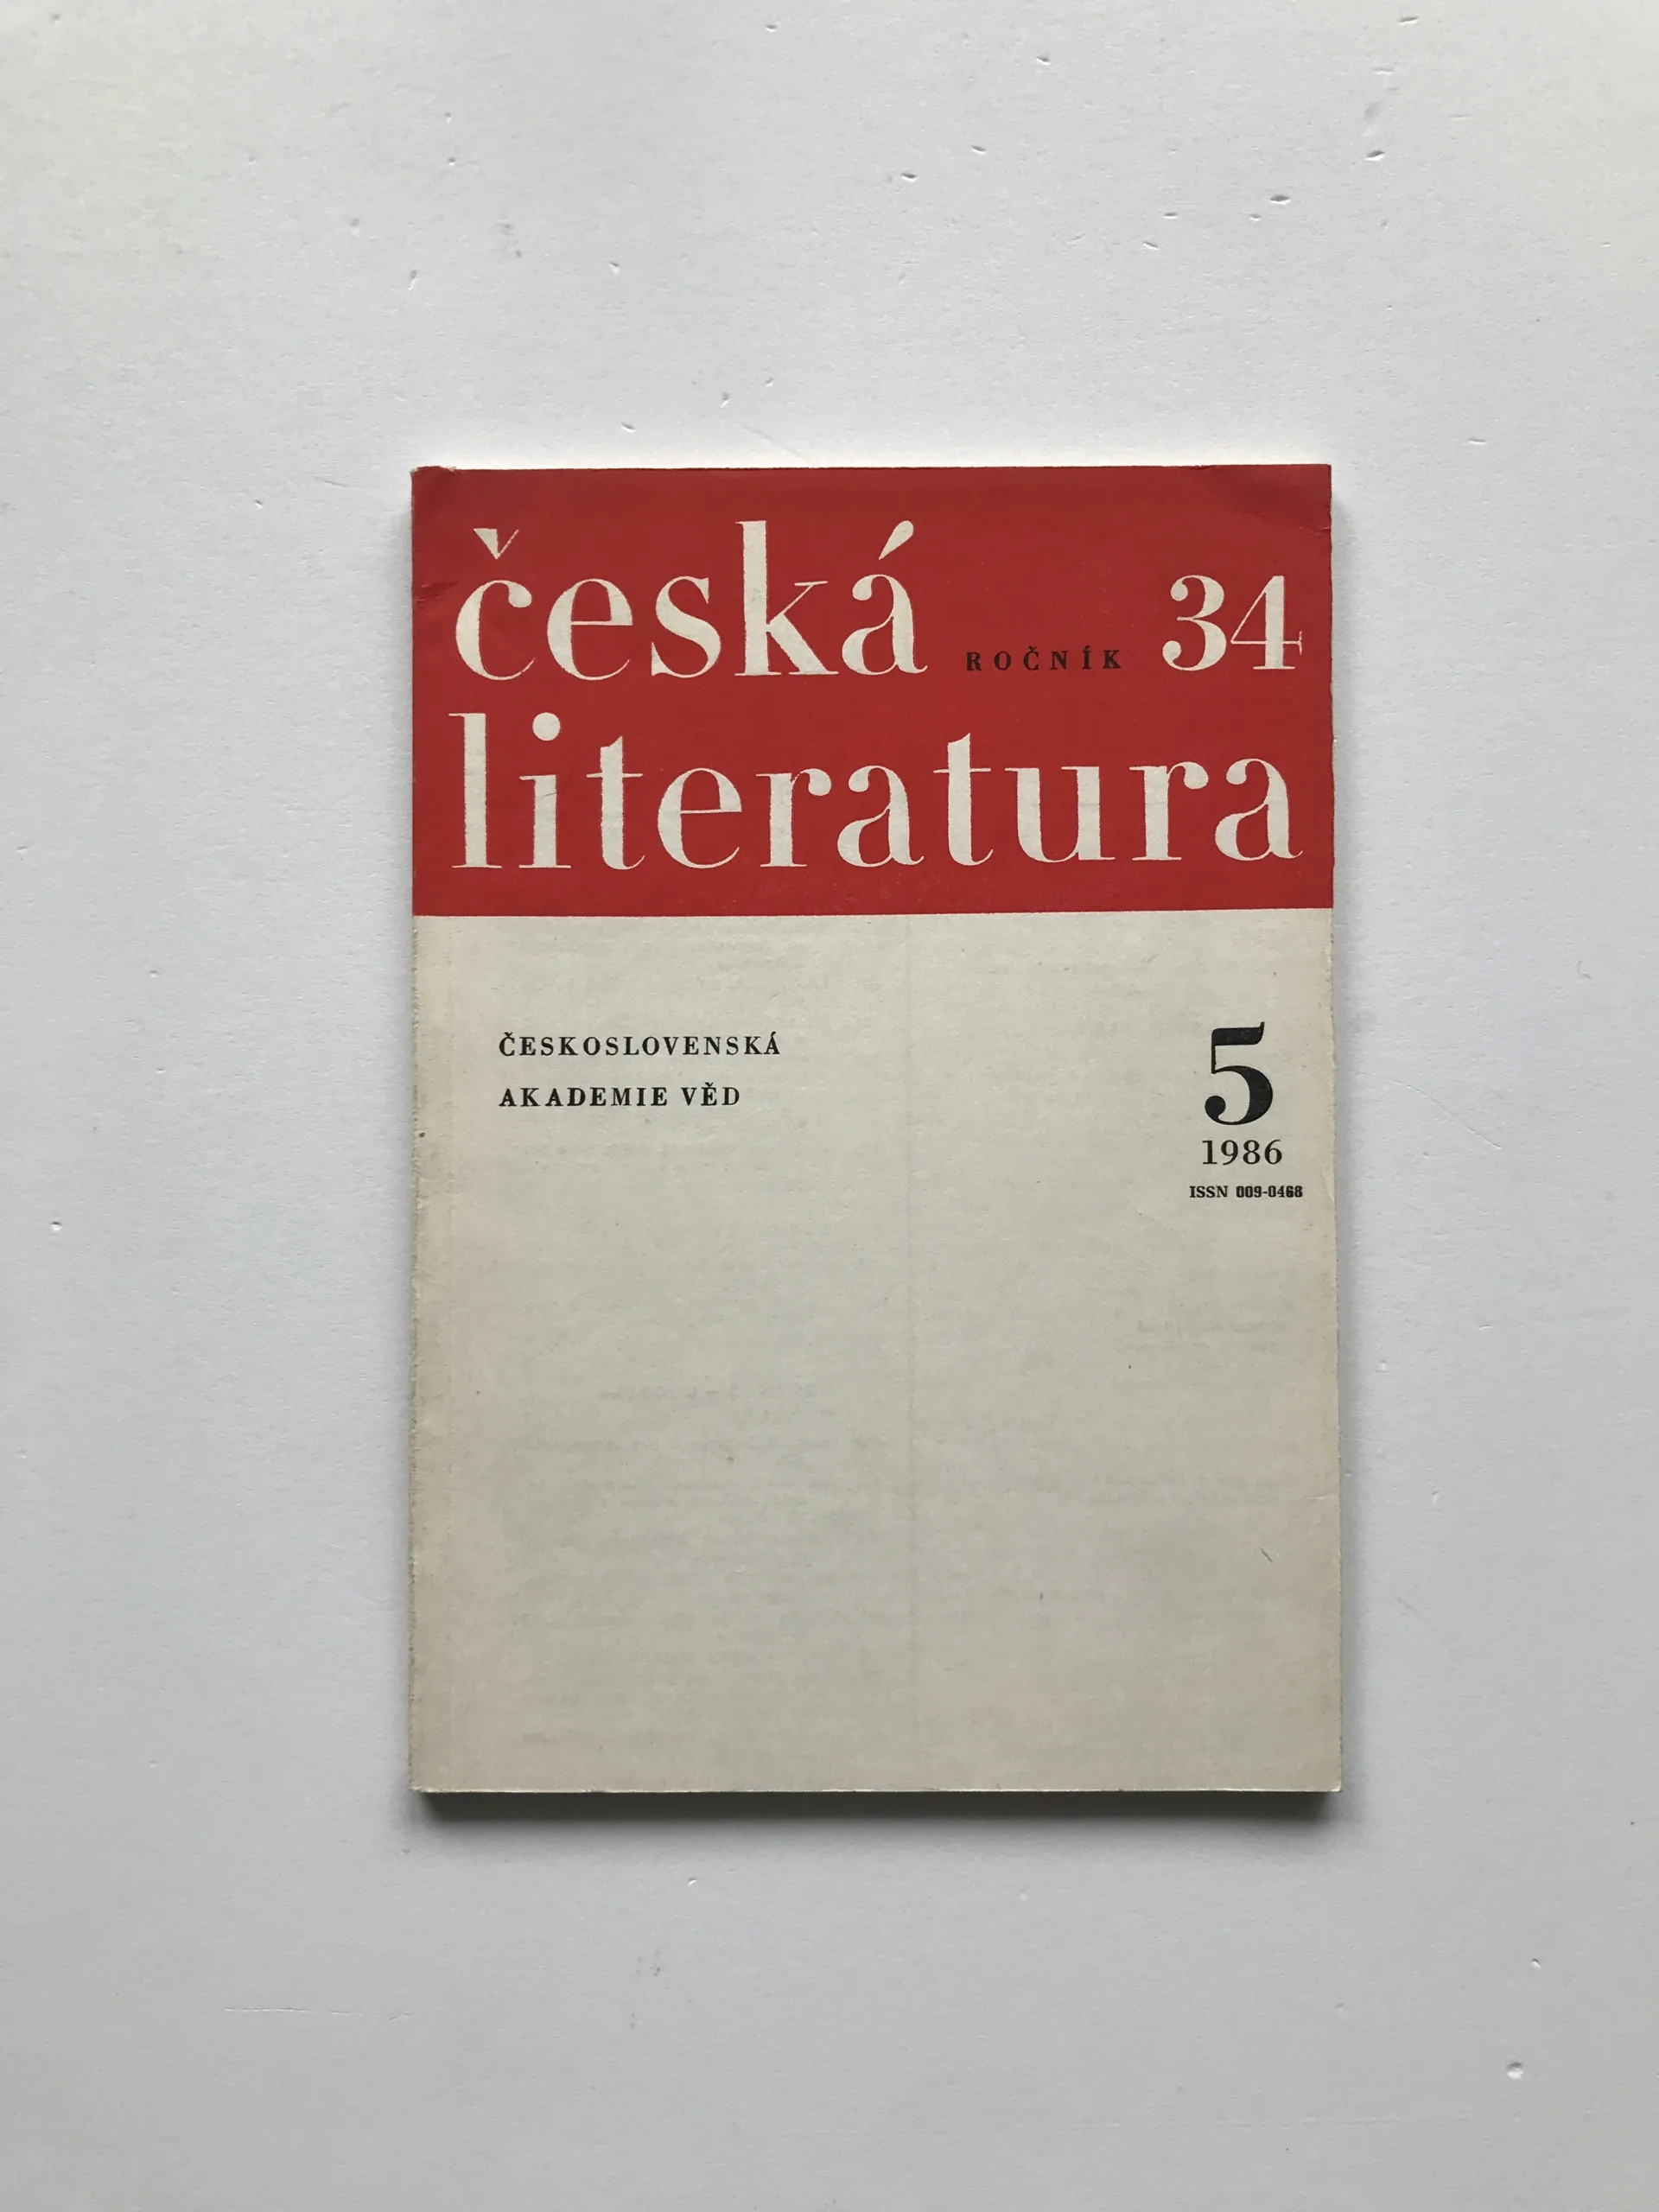 česká ROČNÍK 34
literatura
ČESKOSLOVENSKÁ
AKADEMIE VĚD
5
1986
ISSN 009-0468